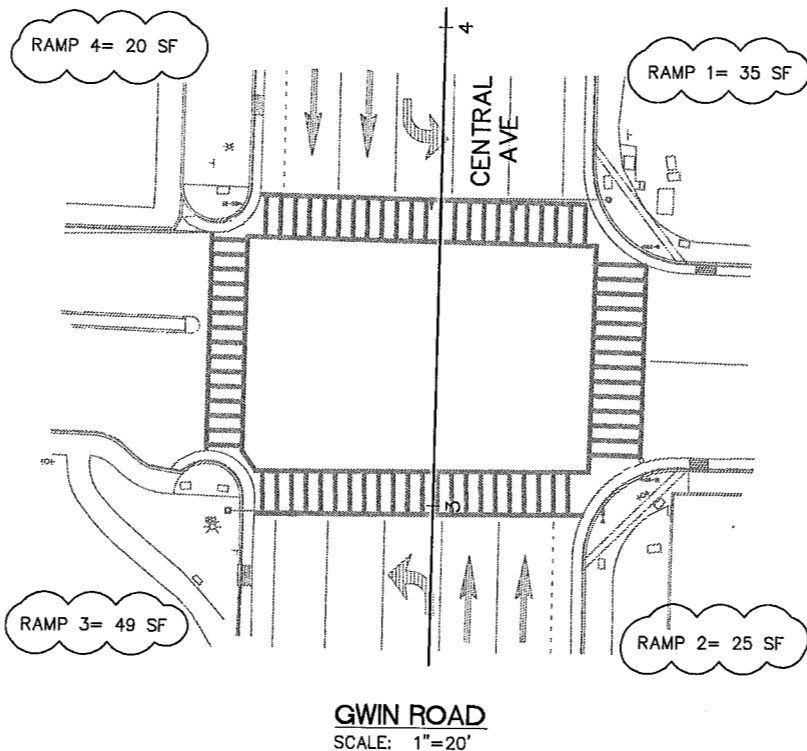 4
RAMP 4= 20 SF
RAMP 1= 35 SF
CENTRAL
AVE
3
RAMP 3= 49 SF
RAMP 2= 25 SF
GWIN ROAD
SCALE: 1"=20'